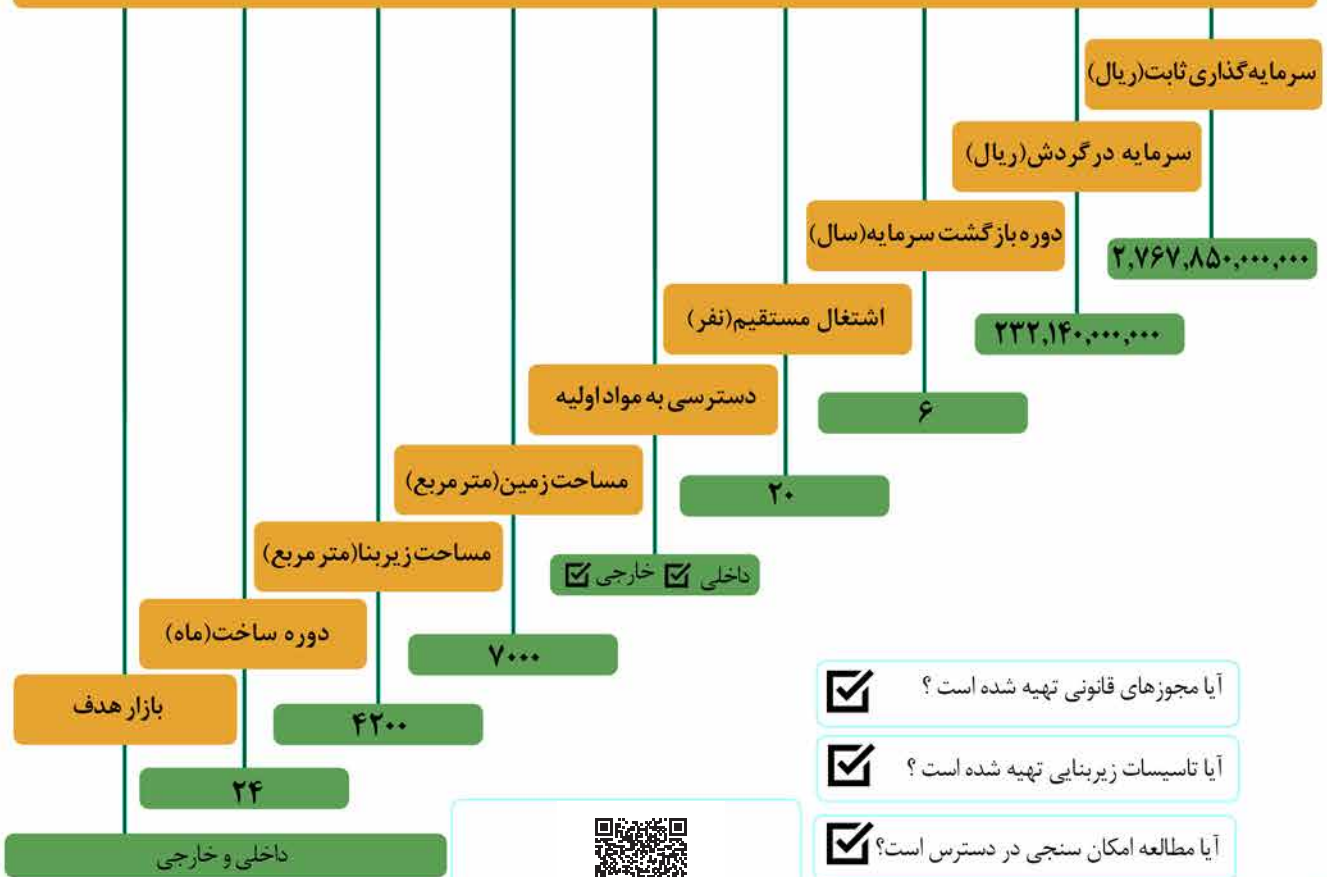 سرمایه‌گذاری ثابت(ریال)
۲,۷۶۷,۸۵۰,۰۰۰,۰۰۰
سرمایه در گردش(ریال)
۲۳۲,۱۴۰,۰۰۰,۰۰۰
دوره بازگشت سرمایه(سال)
۶
اشتغال مستقیم(نفر)
۲۰
دسترسی به مواد اولیه
داخلی ☑ خارجی ☑
مساحت زمین(متر مربع)
۷۰۰۰
مساحت زیربنا(متر مربع)
۴۲۰۰
دوره ساخت(ماه)
۲۴
بازار هدف
داخلی و خارجی
آیا مجوزهای قانونی تهیه شده است ؟ ☑
آیا تاسیسات زیربنایی تهیه شده است ؟ ☑
آیا مطالعه امکان سنجی در دسترس است؟ ☑